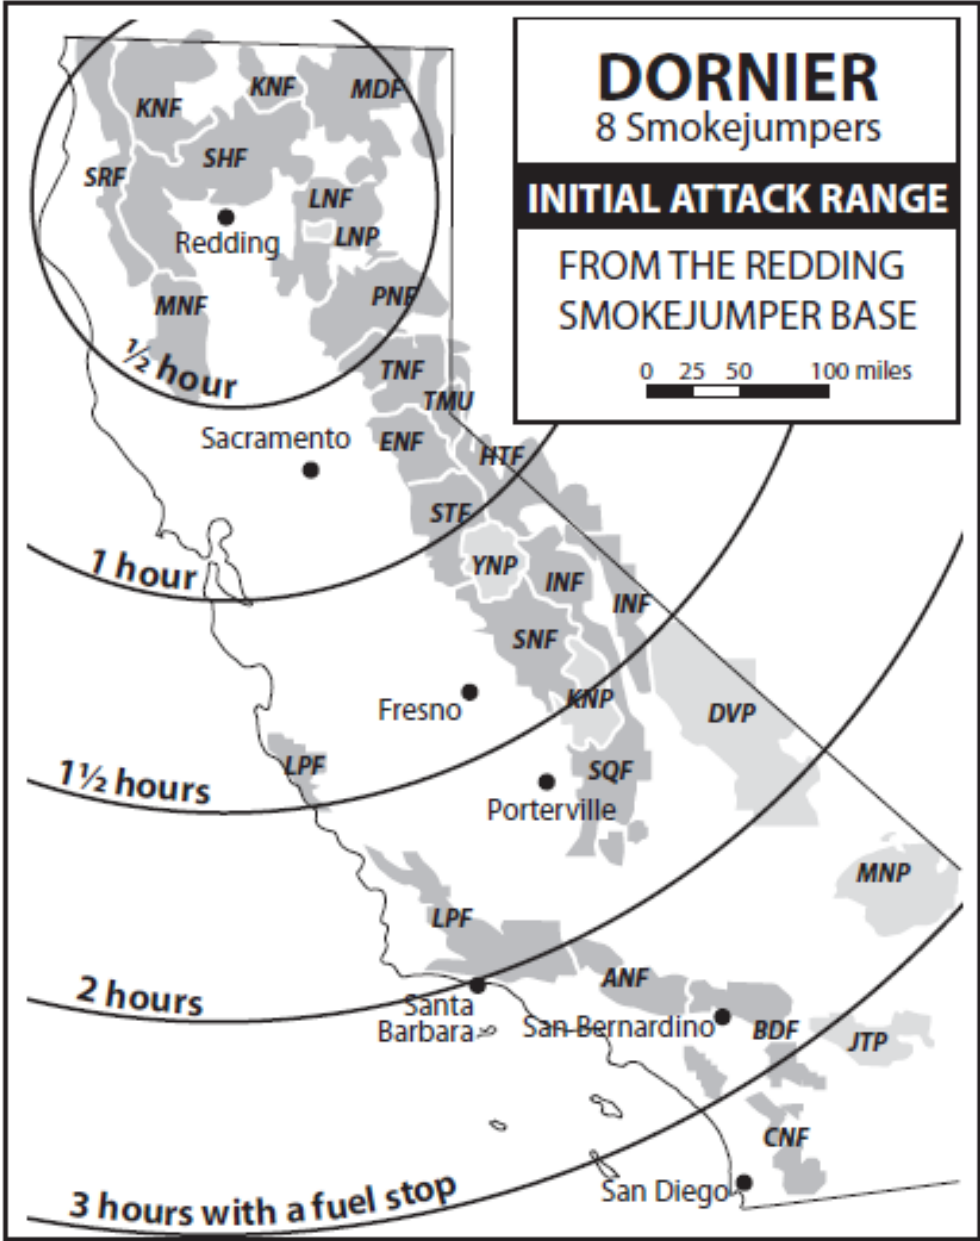 DORNIER
8 Smokejumpers
INITIAL ATTACK RANGE
FROM THE REDDING
SMOKEJUMPER BASE
0 25 50 100 miles
KNF
KNF
MDF
SHF
SRF
LNF
Redding
LNP
MNF
PNF
½ hour
TNF
TMU
Sacramento
ENF
HTF
STF
1 hour
YNP
INF
INF
SNF
Fresno
KNP
DVP
1½ hours
LPF
SQF
Porterville
MNP
LPF
2 hours
Santa
Barbara
ANF
San Bernardino
BDF
JTP
CNF
San Diego
3 hours with a fuel stop